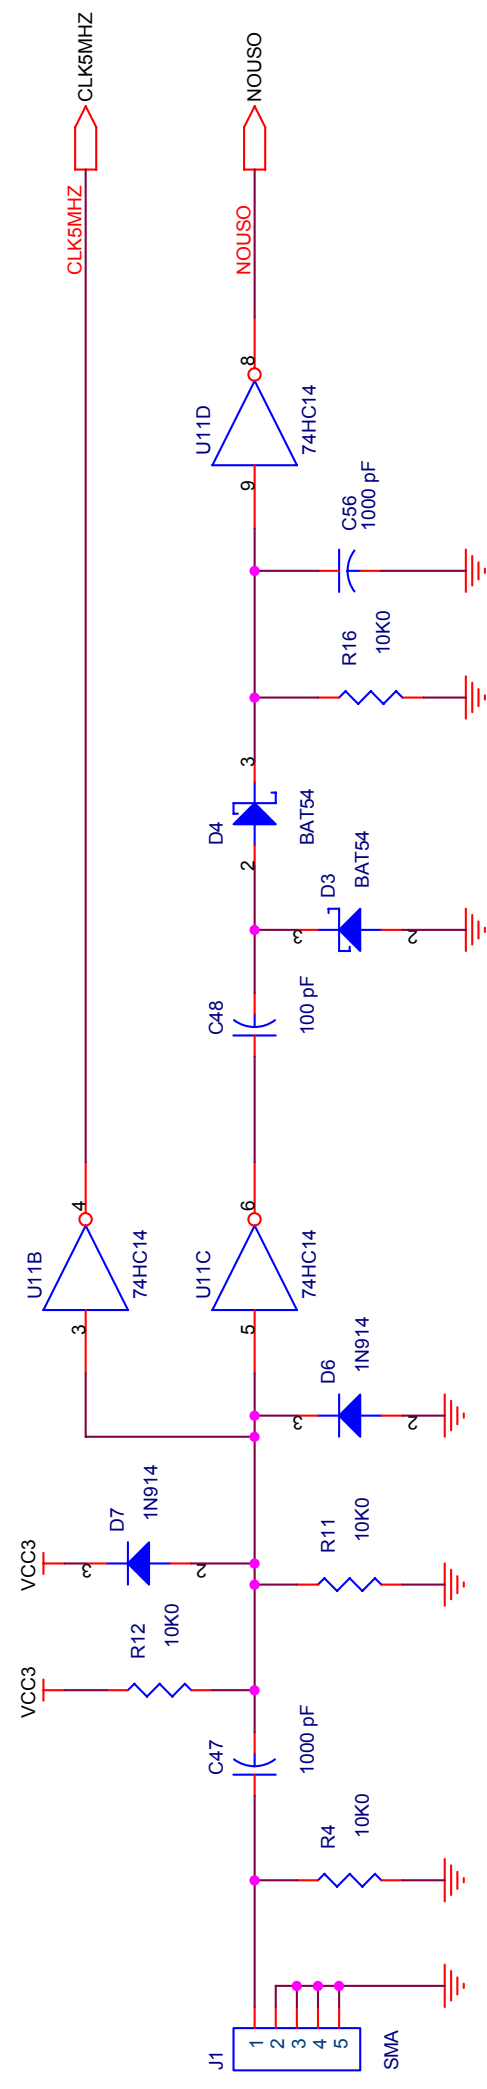 CLK5MHZ
CLK5MHZ
NOUSO
NOUSO
8
U11D
74HC14
9
C56
1000 pF
R16
10K0
3
D4
BAT54
2
D3
BAT54
3
2
C48
100 pF
4
U11B
74HC14
3
6
U11C
74HC14
5
D6
1N914
3
2
VCC3
D7
1N914
3
2
R11
10K0
VCC3
R12
10K0
C47
1000 pF
R4
10K0
J1
1
2
3
4
5
SMA